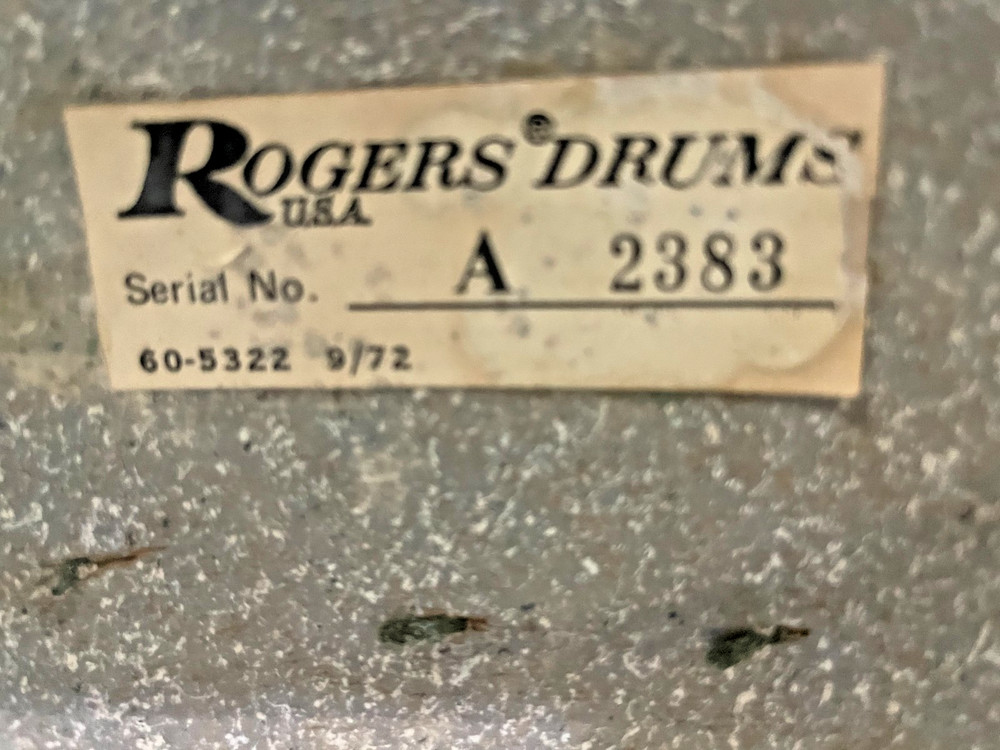 ROGERS® DRUMS
U.S.A.
Serial No. A 2383
60-5322 9/72